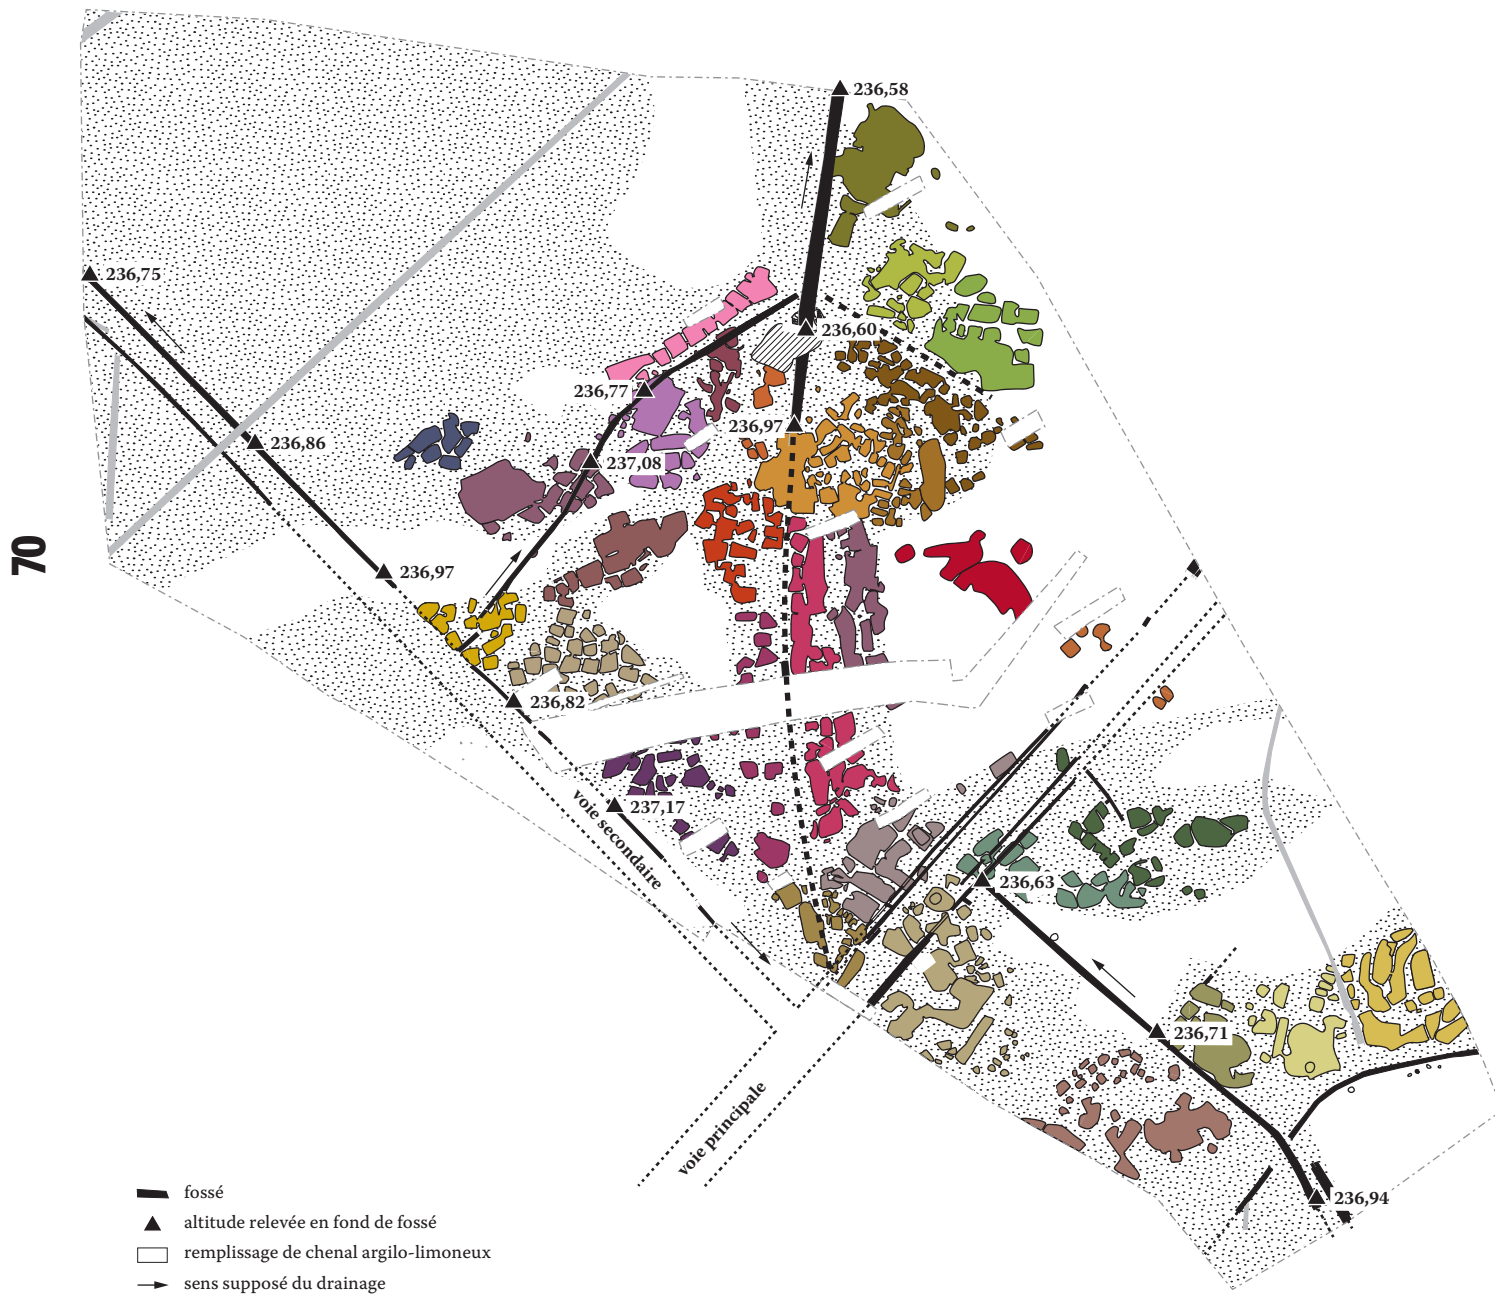 236,58
236,75
236,60
236,77
236,97
236,86
237,08
70
236,97
236,82
voie secondaire
237,17
236,63
236,71
voie principale
fossé
236,94
altitude relevée en fond de fossé
remplissage de chenal argilo-limoneux
sens supposé du drainage